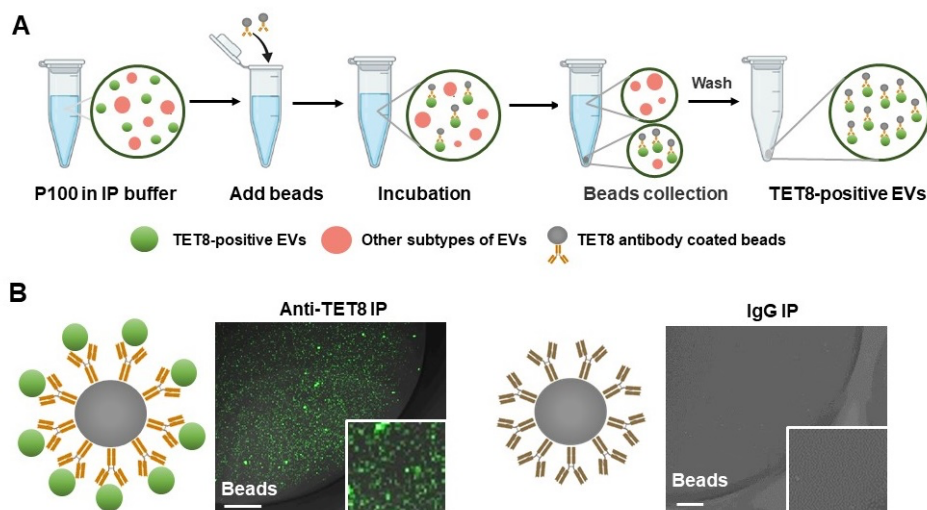 A
Wash
P100 in IP buffer
Add beads
Incubation
Beads collection
TET8-positive EVs
TET8-positive EVs
Other subtypes of EVs
TET8 antibody coated beads
B
Anti-TET8 IP
IgG IP
Beads
Beads